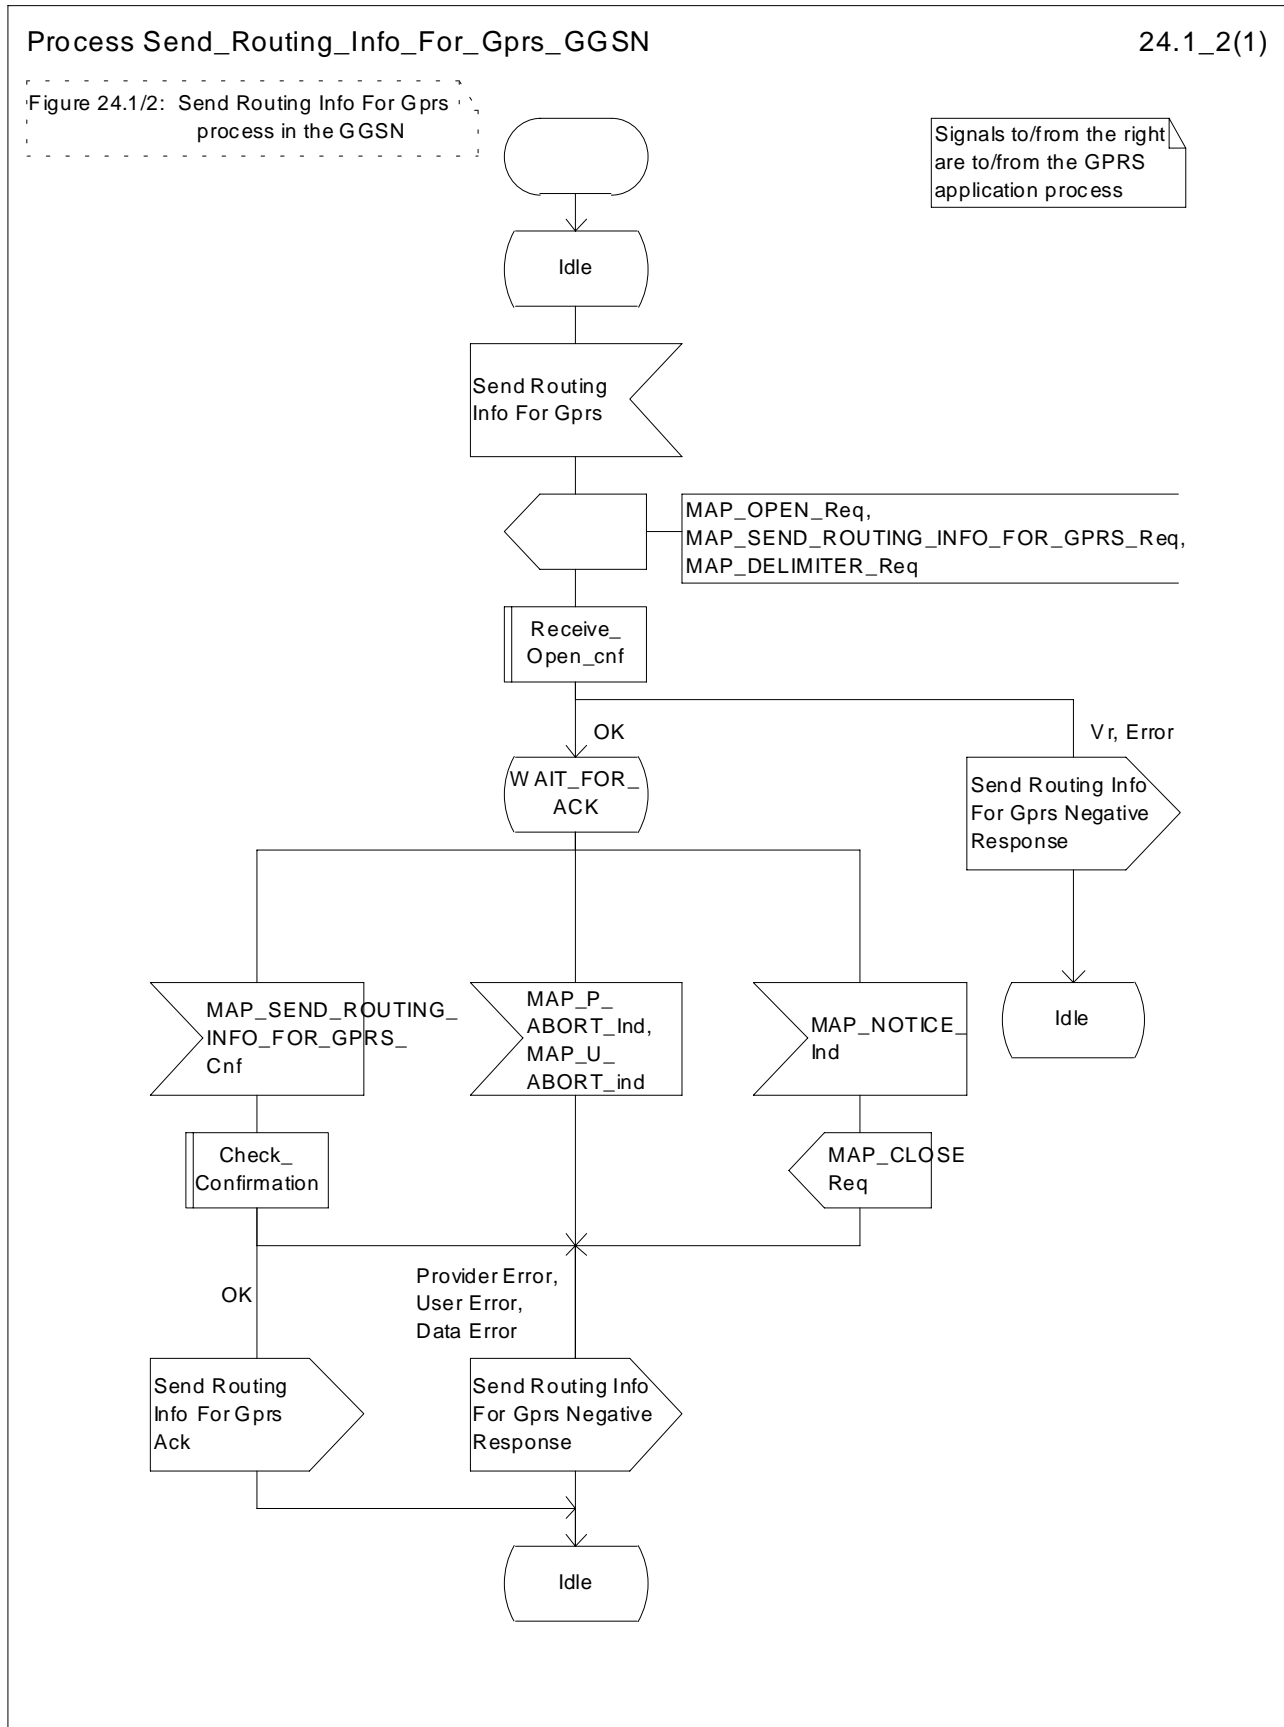 Process Send_Routing_Info_For_Gprs_GGSN
24.1_2(1)
Figure 24.1/2: Send Routing Info For Gprs
process in the GGSN
Signals to/from the right
are to/from the GPRS
application process
Idle
Send Routing
Info For Gprs
MAP_OPEN_Req,
MAP_SEND_ROUTING_INFO_FOR_GPRS_Req,
MAP_DELIMITER_Req
Receive_
Open_cnf
OK
Vr, Error
WAIT_FOR_
ACK
Send Routing Info
For Gprs Negative
Response
MAP_SEND_ROUTING_
INFO_FOR_GPRS_
Cnf
MAP_P_
ABORT_Ind,
MAP_U_
ABORT_ind
MAP_NOTICE_
Ind
Idle
Check_
Confirmation
MAP_CLOSE
Req
OK
Provider Error,
User Error,
Data Error
Send Routing
Info For Gprs
Ack
Send Routing Info
For Gprs Negative
Response
Idle